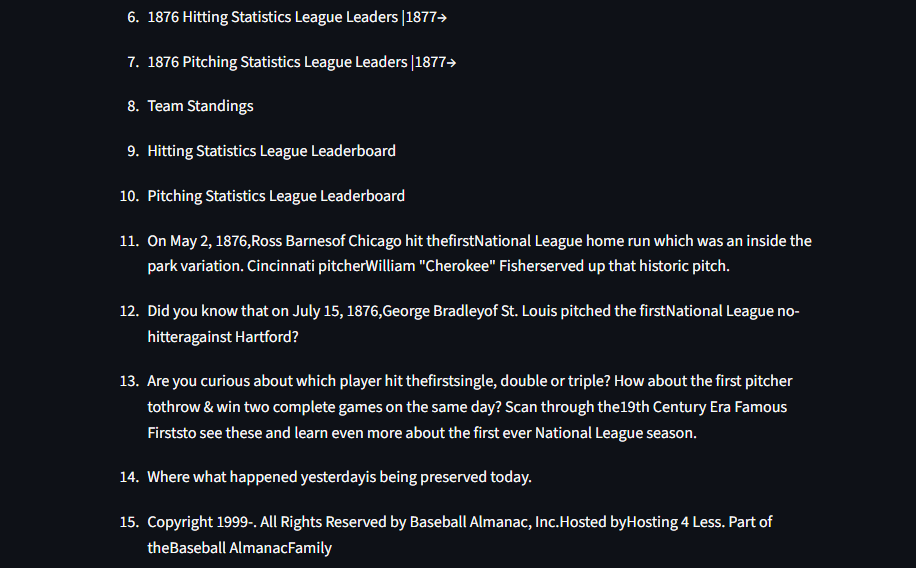 6. 1876 Hitting Statistics League Leaders |1877→
7. 1876 Pitching Statistics League Leaders |1877→
8. Team Standings
9. Hitting Statistics League Leaderboard
10. Pitching Statistics League Leaderboard
11. On May 2, 1876,Ross Barnesof Chicago hit thefirstNational League home run which was an inside the
park variation. Cincinnati pitcherWilliam "Cherokee" Fisherserved up that historic pitch.
12. Did you know that on July 15, 1876,George Bradleyof St. Louis pitched the firstNational League no-
hitteragainst Hartford?
13. Are you curious about which player hit thefirstsingle, double or triple? How about the first pitcher
tothrow & win two complete games on the same day? Scan through the19th Century Era Famous
Firststo see these and learn even more about the first ever National League season.
14. Where what happened yesterdayis being preserved today.
15. Copyright 1999-. All Rights Reserved by Baseball Almanac, Inc.Hosted byHosting 4 Less. Part of
theBaseball AlmanacFamily